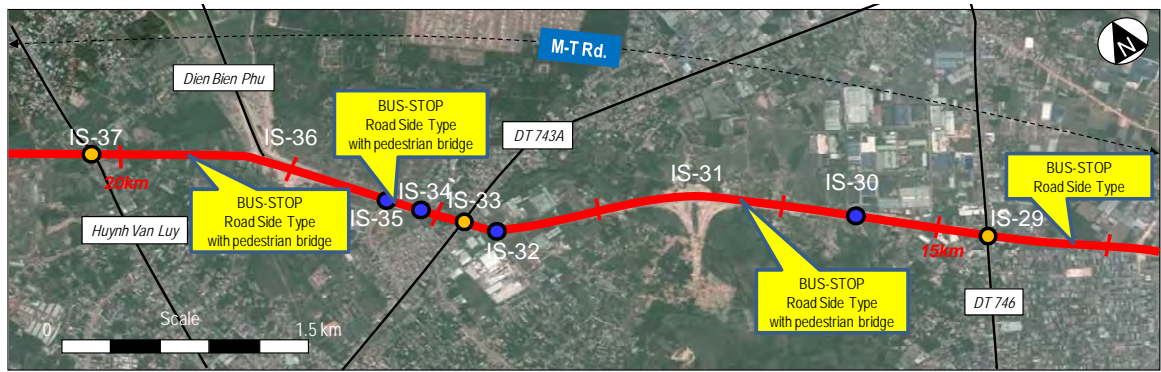 M-T Rd.
N
Dien Bien Phu
BUS-STOP
Road Side Type
with pedestrian bridge
DT 743A
IS-37
IS-36
20km
IS-35
IS-34
IS-33
IS-32
IS-31
IS-30
15km
IS-29
BUS-STOP
Road Side Type
BUS-STOP
Road Side Type
with pedestrian bridge
Huynh Van Luy
BUS-STOP
Road Side Type
with pedestrian bridge
DT 746
Scale
0
1.5 km